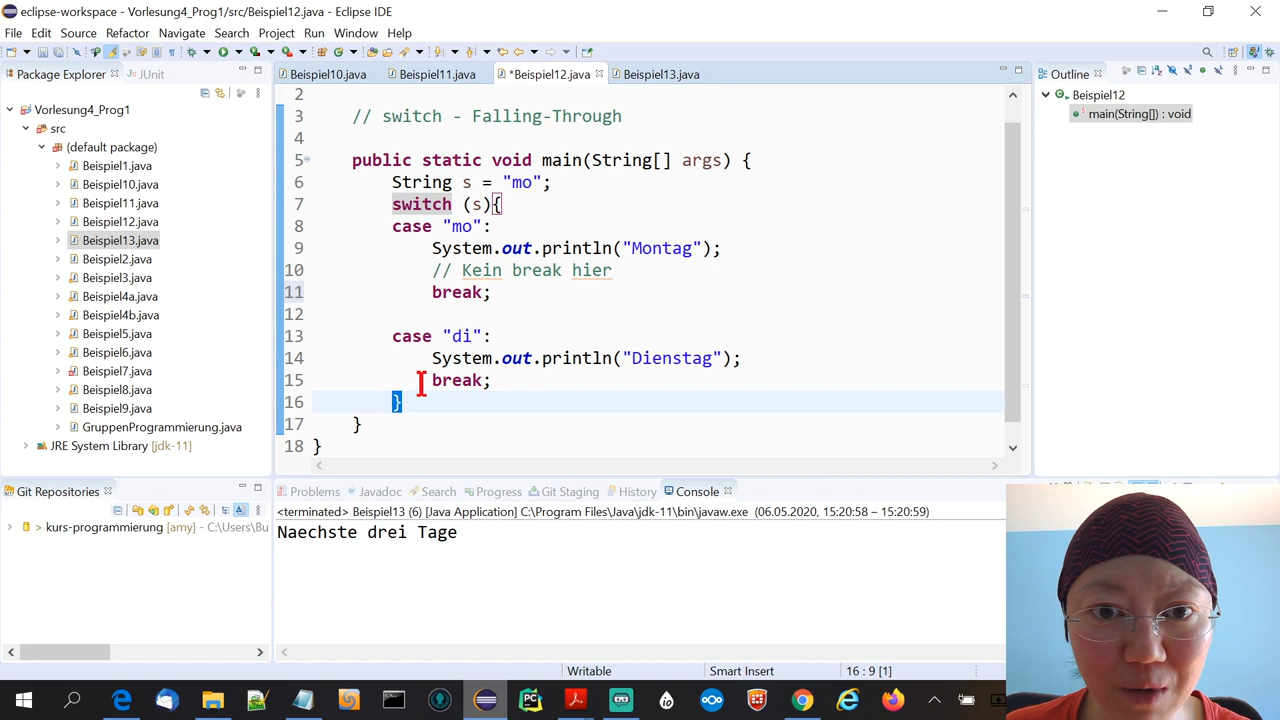 eclipse-workspace - Vorlesung4_Prog1/src/Beispiel12.java - Eclipse IDE
File Edit Source Refactor Navigate Search Project Run Window Help
Package Explorer JUnit
Beispiel10.java Beispiel11.java *Beispiel12.java Beispiel13.java
Outline
Vorlesung4_Prog1
src
(default package)
Beispiel1.java
Beispiel10.java
Beispiel11.java
Beispiel12.java
Beispiel13.java
Beispiel2.java
Beispiel3.java
Beispiel4a.java
Beispiel4b.java
Beispiel5.java
Beispiel6.java
Beispiel7.java
Beispiel8.java
Beispiel9.java
GruppenProgrammierung.java
JRE System Library [jdk-11]
2
3 // switch - Falling-Through
4
5 public static void main(String[] args) {
6 String s = "mo";
7 switch (s){
8 case "mo":
9 System.out.println("Montag");
10 // Kein break hier
11 break;
12
13 case "di":
14 System.out.println("Dienstag");
15 break;
16 }
17 }
18 }
Beispiel12
main(String[]) : void
Git Repositories
> kurs-programmierung [amy] - C:\Users\Bu
Problems Search Progress Git Staging History Console
<terminated> Beispiel13 (6) [Java Application] C:\Program Files\Java\jdk-11\bin\javaw.exe (06.05.2020, 15:20:58 – 15:20:59)
Naechste drei Tage
Writable Smart Insert 16 : 9 [1]